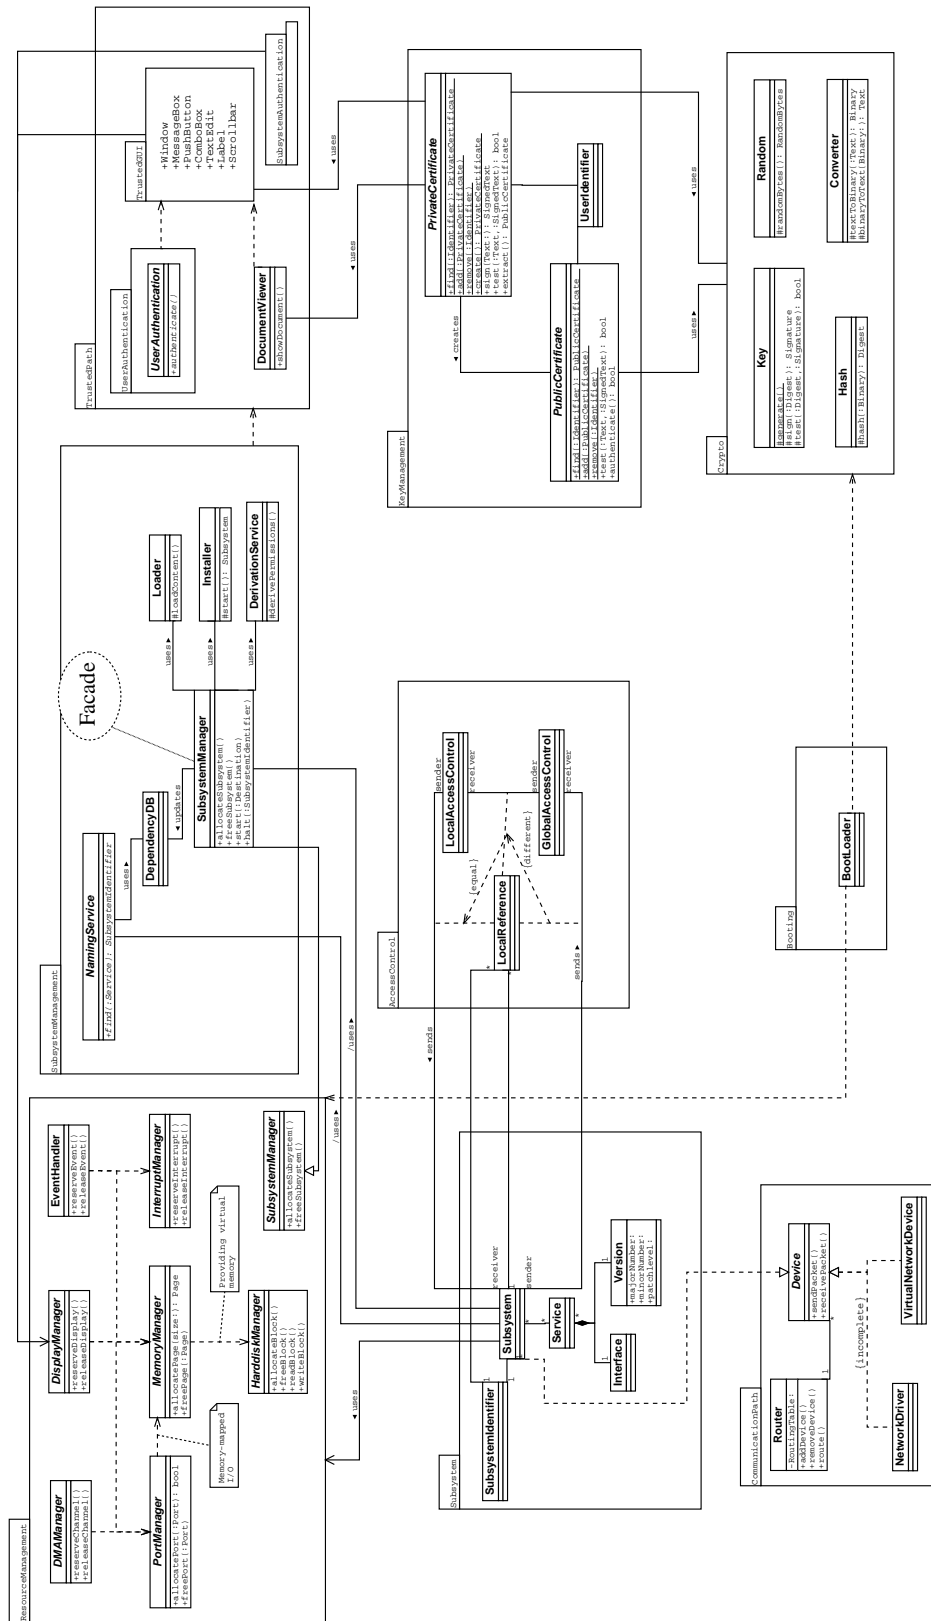 ResourceManagement
DMAManager
+reserveChannel()
+releaseChannel()
DisplayManager
+reserveDisplay()
+releaseDisplay()
EventHandler
+reserveEvent()
+releaseEvent()
PortManager
+allocatePort(:Port): bool
+freePort(:Port)
MemoryManager
+allocatePage(size:): Page
+freePage(:Page)
InterruptManager
+reserveInterrupt()
+releaseInterrupt()
Memory-mapped
I/O
Providing virtual
memory
HarddiskManager
+allocateBlock()
+freeBlock()
+readBlock()
+writeBlock()
SubsystemManager
+allocateSubsystem()
+freeSubsystem()
◄uses
/uses►
/uses►
SubsystemManagement
NamingService
+find(:Service): SubsystemIdentifier
uses►
DependencyDB
◄updates
Facade
SubsystemManager
+allocateSubsystem()
+freeSubsystem()
+start(:Destination)
+halt(:SubsystemIdentifier)
uses►
uses►
uses►
Loader
#loadContent()
Installer
#start(): Subsystem
DerivationService
#derivePermissions()
TrustedPath
UserAuthentication
UserAuthentication
+authenticate()
DocumentViewer
+showDocument()
TrustedGUI
+Window
+MessageBox
+PushButton
+ComboBox
+TextEdit
+Label
+Scrollbar
SubsystemAuthentication
◄uses
◄uses
Subsystem
SubsystemIdentifier
1
1
1
Subsystem
1
receiver
sender
*
*
Service
*
1
1
Interface
Version
+majorNumber:
+minorNumber:
+patchlevel:
◄sends
sends►
AccessControl
*
*
LocalReference
{equal}
{different}
sender
LocalAccessControl
receiver
sender
GlobalAccessControl
receiver
KeyManagement
PrivateCertificate
+find(:Identifier): PrivateCertificate
+add(:PrivateCertificate)
+remove(:Identifier)
+create(): PrivateCertificate
+sign(Text:): SignedText
+test(:Text,:SignedText): bool
+extract(): PublicCertificate
◄creates
UserIdentifier
PublicCertificate
+find(:Identifier): PublicCertificate
+add(:PublicCertificate)
+remove(:Identifier)
+test(:Text,:SignedText): bool
+authenticate(): bool
◄uses
uses►
CommunicationPath
Router
-RoutingTable:
+addDevice()
+removeDevice()
+route()
1
*
Device
+sendPacket()
+receivePacket()
{incomplete}
NetworkDriver
VirtualNetworkDevice
Booting
BootLoader
Crypto
Key
#generate()
#sign(:Digest): Signature
#test(:Digest,:Signature): bool
Random
#randomBytes(): RandomBytes
Hash
#hash(:Binary): Digest
Converter
#textToBinary(:Text): Binary
#binaryToText(Binary:): Text